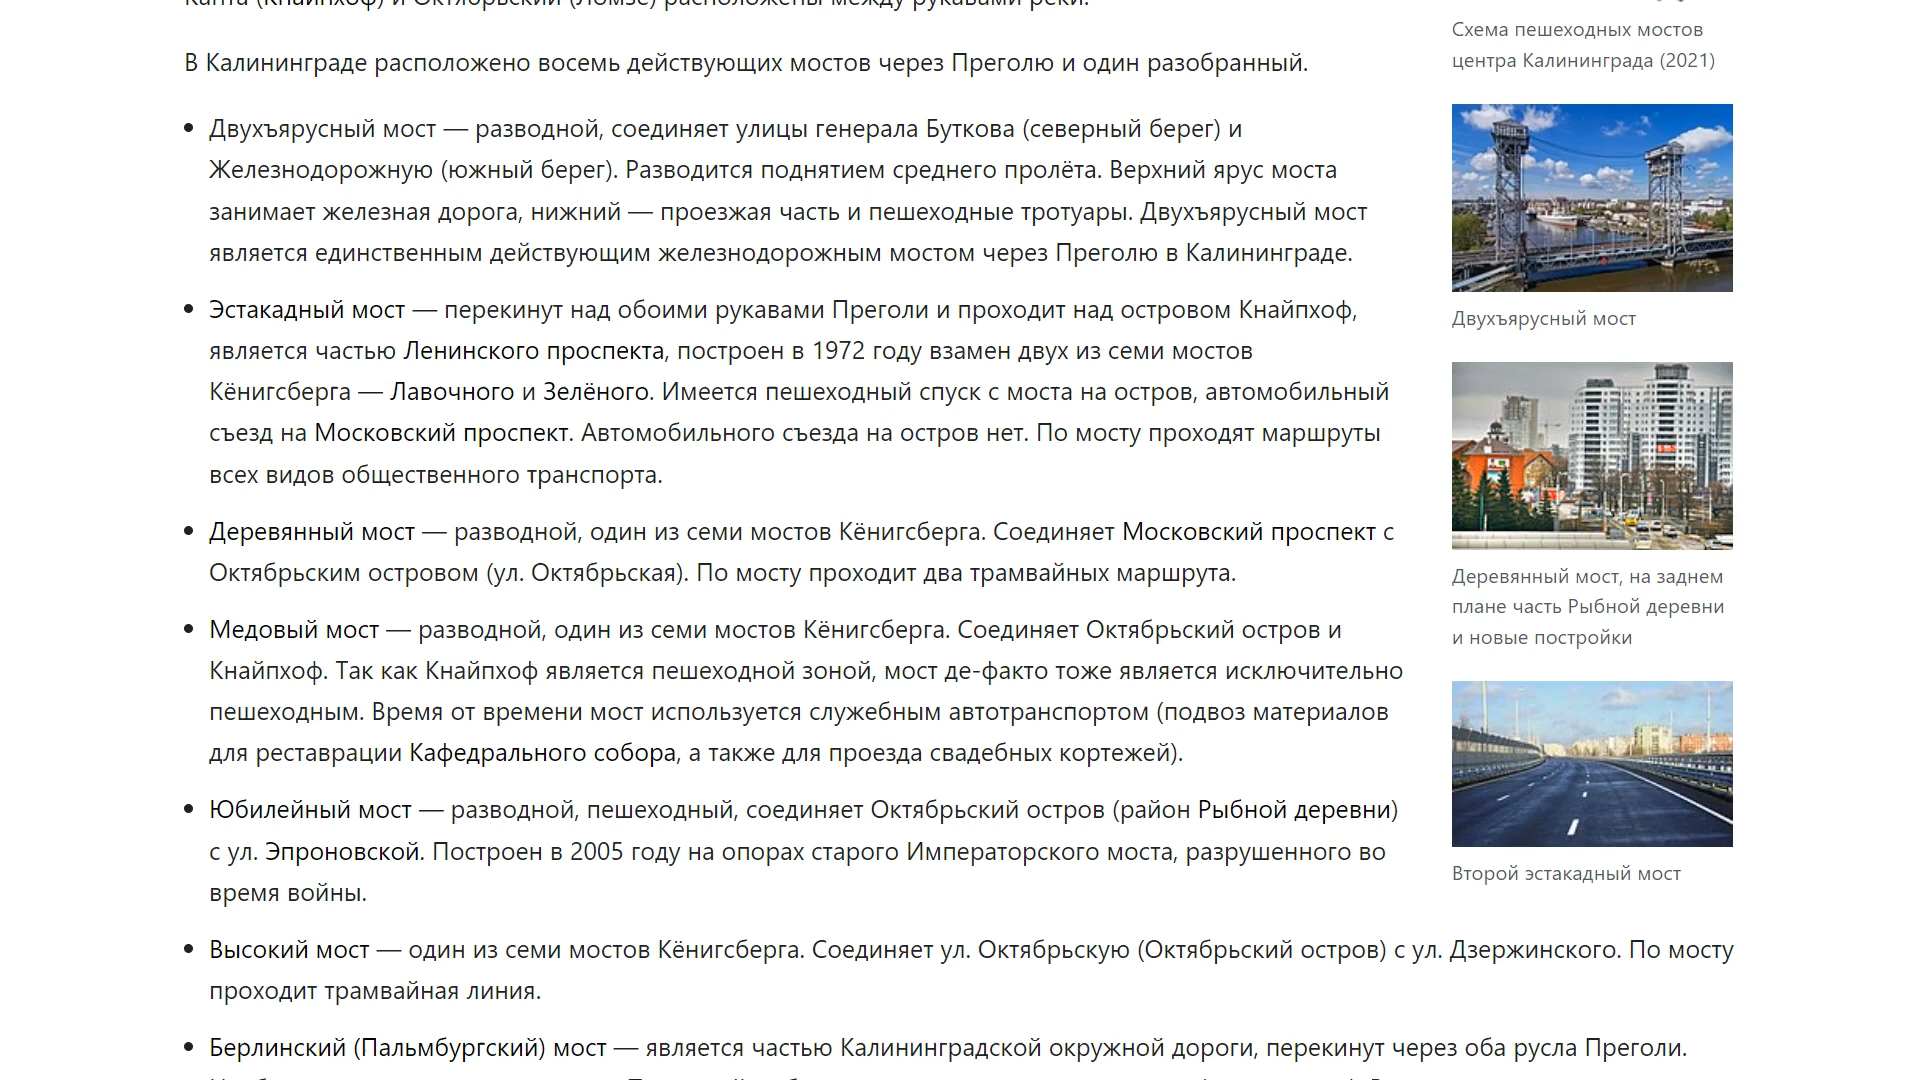 Канта (Кнайпхоф) и Октябрьский (Ломзе) расположены между рукавами реки.
В Калининграде расположено восемь действующих мостов через Преголю и один разобранный.
Двухъярусный мост — разводной, соединяет улицы генерала Буткова (северный берег) и
Железнодорожную (южный берег). Разводится поднятием среднего пролёта. Верхний ярус моста
занимает железная дорога, нижний — проезжая часть и пешеходные тротуары. Двухъярусный мост
является единственным действующим железнодорожным мостом через Преголю в Калининграде.
Эстакадный мост — перекинут над обоими рукавами Преголи и проходит над островом Кнайпхоф,
является частью Ленинского проспекта, построен в 1972 году взамен двух из семи мостов
Кёнигсберга — Лавочного и Зелёного. Имеется пешеходный спуск с моста на остров, автомобильный
съезд на Московский проспект. Автомобильного съезда на остров нет. По мосту проходят маршруты
всех видов общественного транспорта.
Деревянный мост — разводной, один из семи мостов Кёнигсберга. Соединяет Московский проспект с
Октябрьским островом (ул. Октябрьская). По мосту проходит два трамвайных маршрута.
Медовый мост — разводной, один из семи мостов Кёнигсберга. Соединяет Октябрьский остров и
Кнайпхоф. Так как Кнайпхоф является пешеходной зоной, мост де-факто тоже является исключительно
пешеходным. Время от времени мост используется служебным автотранспортом (подвоз материалов
для реставрации Кафедрального собора, а также для проезда свадебных кортежей).
Юбилейный мост — разводной, пешеходный, соединяет Октябрьский остров (район Рыбной деревни)
с ул. Эпроновской. Построен в 2005 году на опорах старого Императорского моста, разрушенного во
время войны.
Высокий мост — один из семи мостов Кёнигсберга. Соединяет ул. Октябрьскую (Октябрьский остров) с ул. Дзержинского. По мосту
проходит трамвайная линия.
Берлинский (Пальмбургский) мост — является частью Калининградской окружной дороги, перекинут через оба русла Преголи.
Схема пешеходных мостов
центра Калининграда (2021)
Двухъярусный мост
Деревянный мост, на заднем
плане часть Рыбной деревни
и новые постройки
Второй эстакадный мост